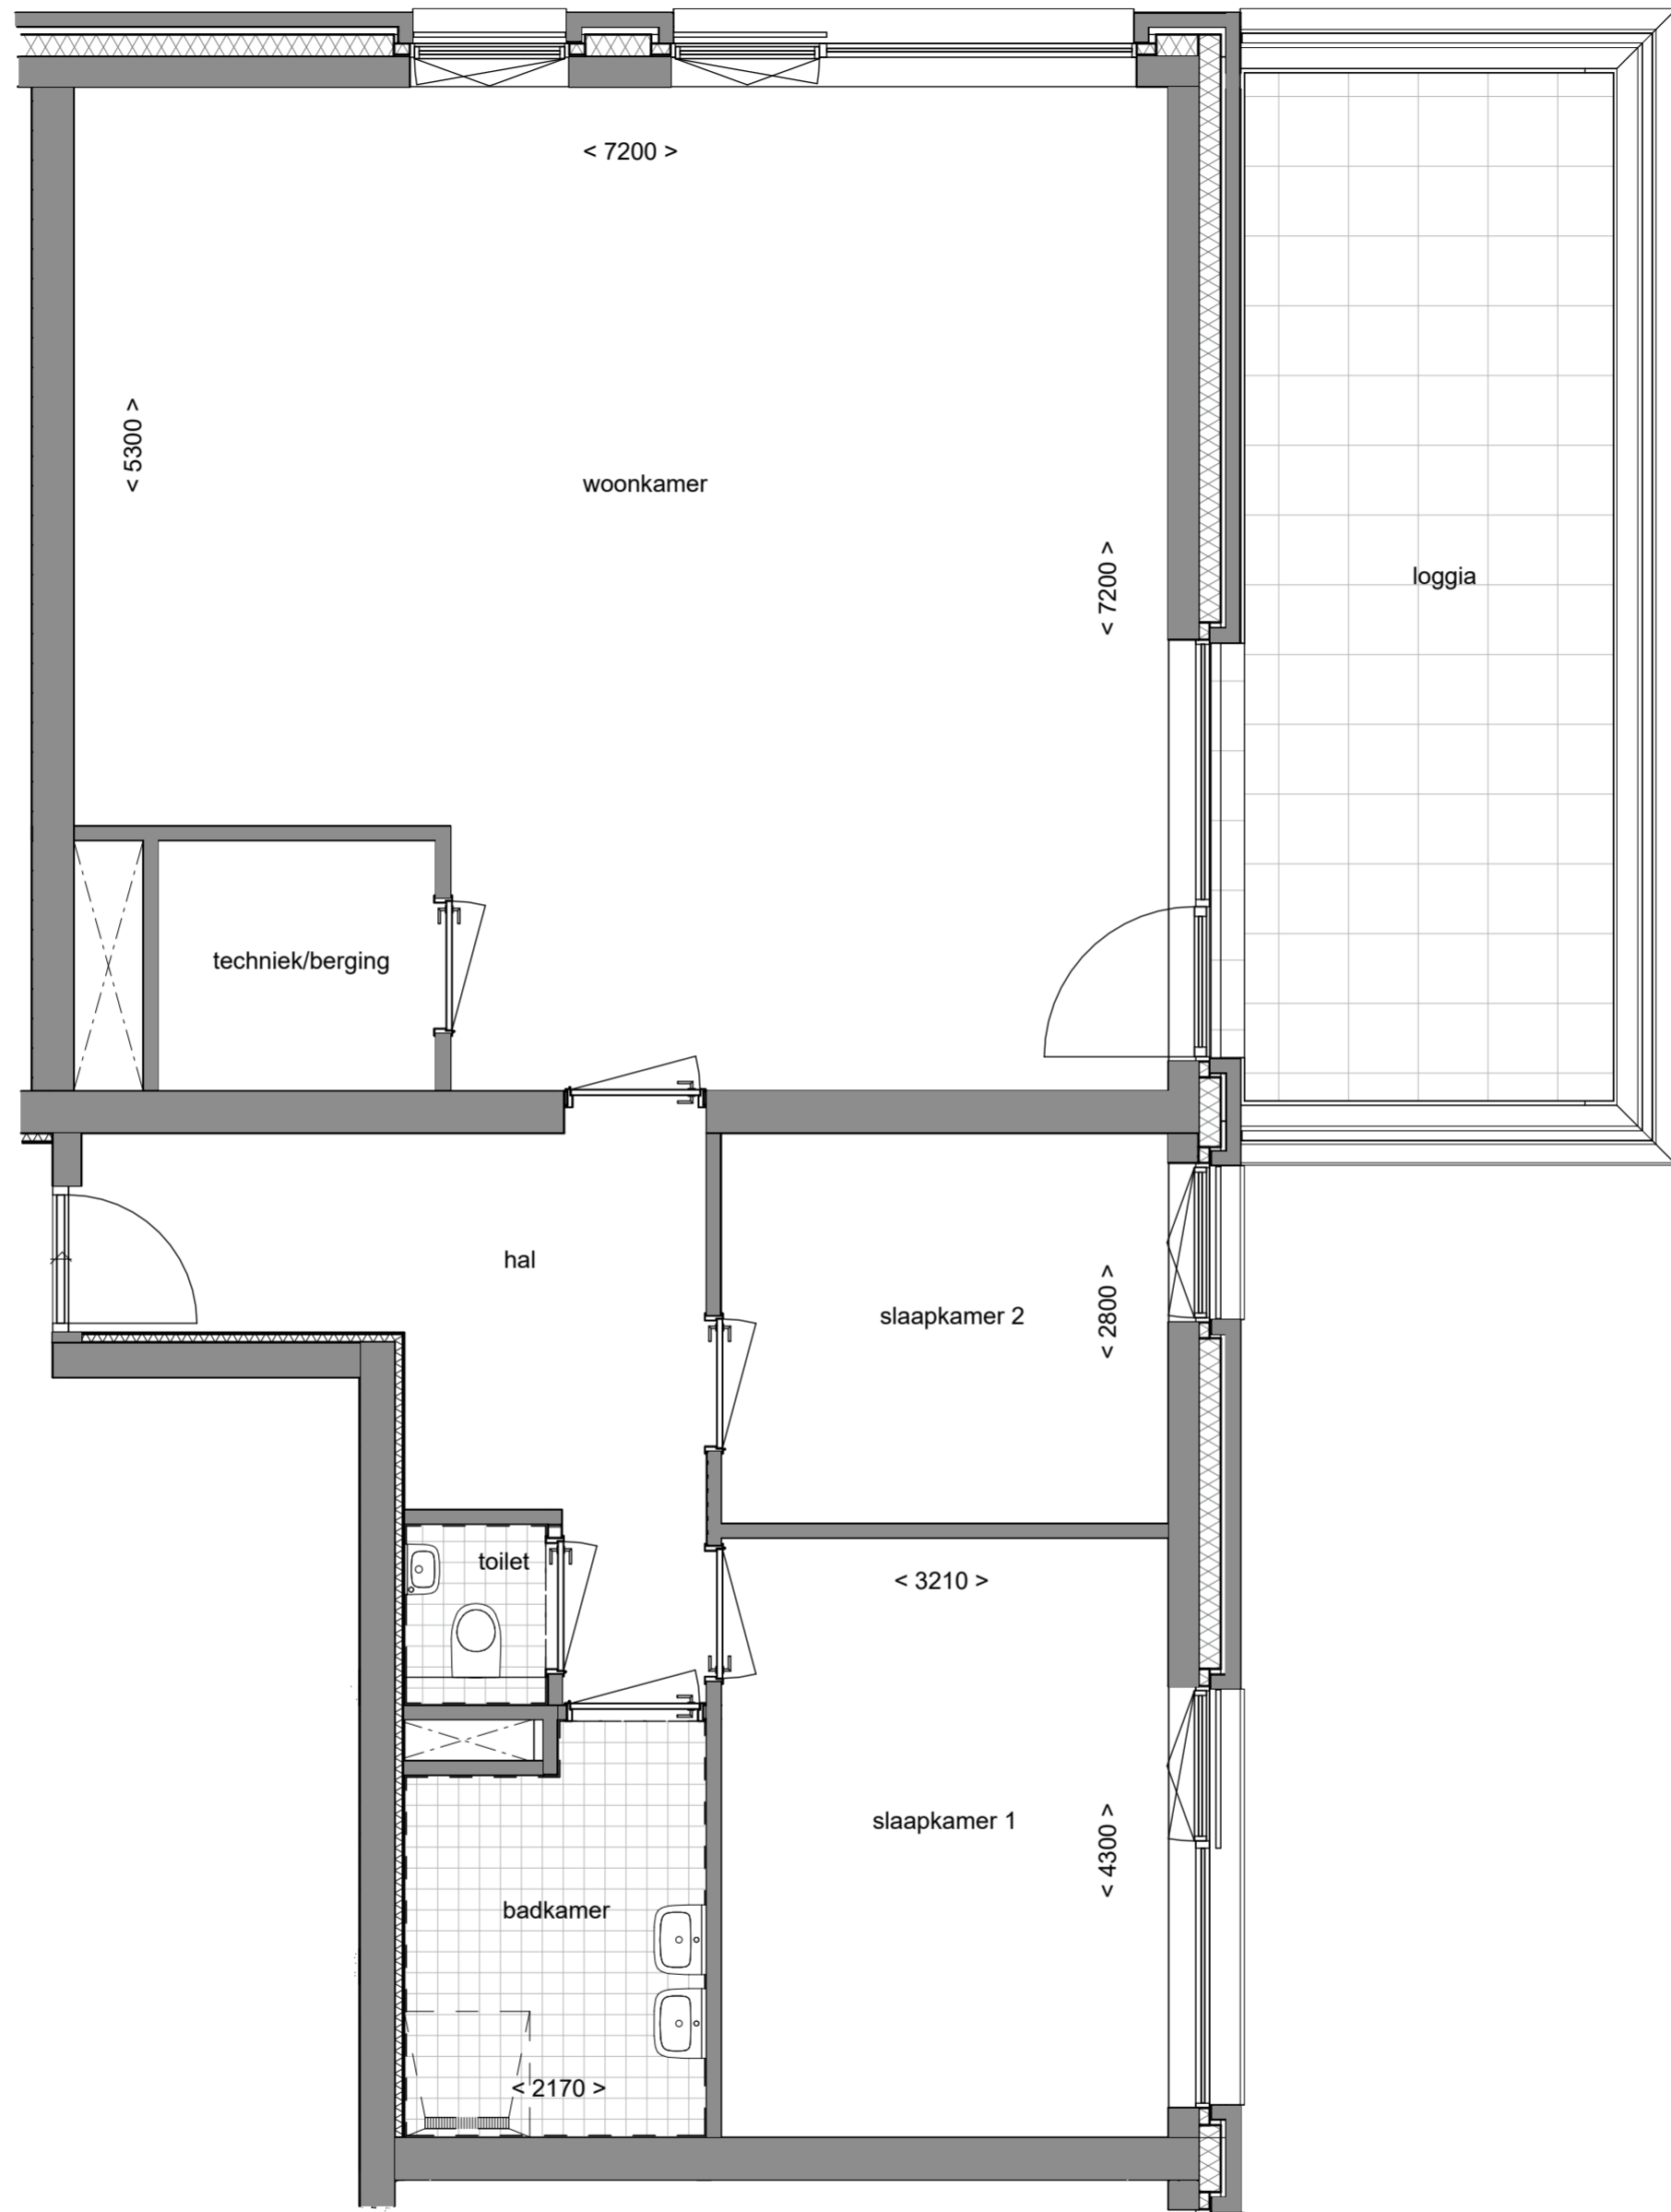 < 7200 >
< 5300 >
woonkamer
< 7200 >
loggia
techniek/berging
hal
slaapkamer 2
< 2800 >
toilet
< 3210 >
slaapkamer 1
< 4300 >
badkamer
< 2170 >